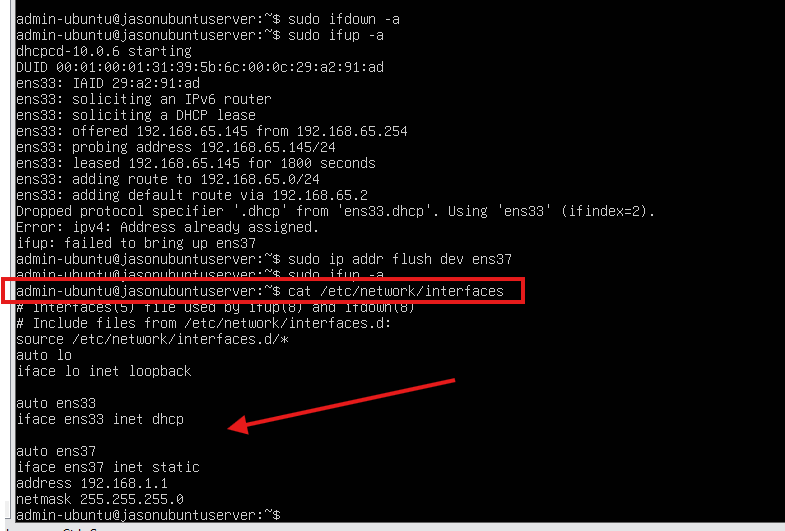 admin-ubuntu@jasonubuntuserver:~$ sudo ifdown -a
admin-ubuntu@jasonubuntuserver:~$ sudo ifup -a
dhcpcd-10.0.6 starting
DUID 00:01:00:01:31:39:5b:6c:00:0c:29:a2:91:ad
ens33: IAID 29:a2:91:ad
ens33: soliciting an IPv6 router
ens33: soliciting a DHCP lease
ens33: offered 192.168.65.145 from 192.168.65.254
ens33: probing address 192.168.65.145/24
ens33: leased 192.168.65.145 for 1800 seconds
ens33: adding route to 192.168.65.0/24
ens33: adding default route via 192.168.65.2
Dropped protocol specifier '.dhcp' from 'ens33.dhcp'. Using 'ens33' (ifindex=2).
Error: ipv4: Address already assigned.
ifup: failed to bring up ens37
admin-ubuntu@jasonubuntuserver:~$ sudo ip addr flush dev ens37
admin-ubuntu@jasonubuntuserver:~$ sudo ifup -a
admin-ubuntu@jasonubuntuserver:~$ cat /etc/network/interfaces
# interfaces(5) file used by ifup(8) and ifdown(8)
# Include files from /etc/network/interfaces.d:
source /etc/network/interfaces.d/*
auto lo
iface lo inet loopback
auto ens33
iface ens33 inet dhcp
auto ens37
iface ens37 inet static
address 192.168.1.1
netmask 255.255.255.0
admin-ubuntu@jasonubuntuserver:~$